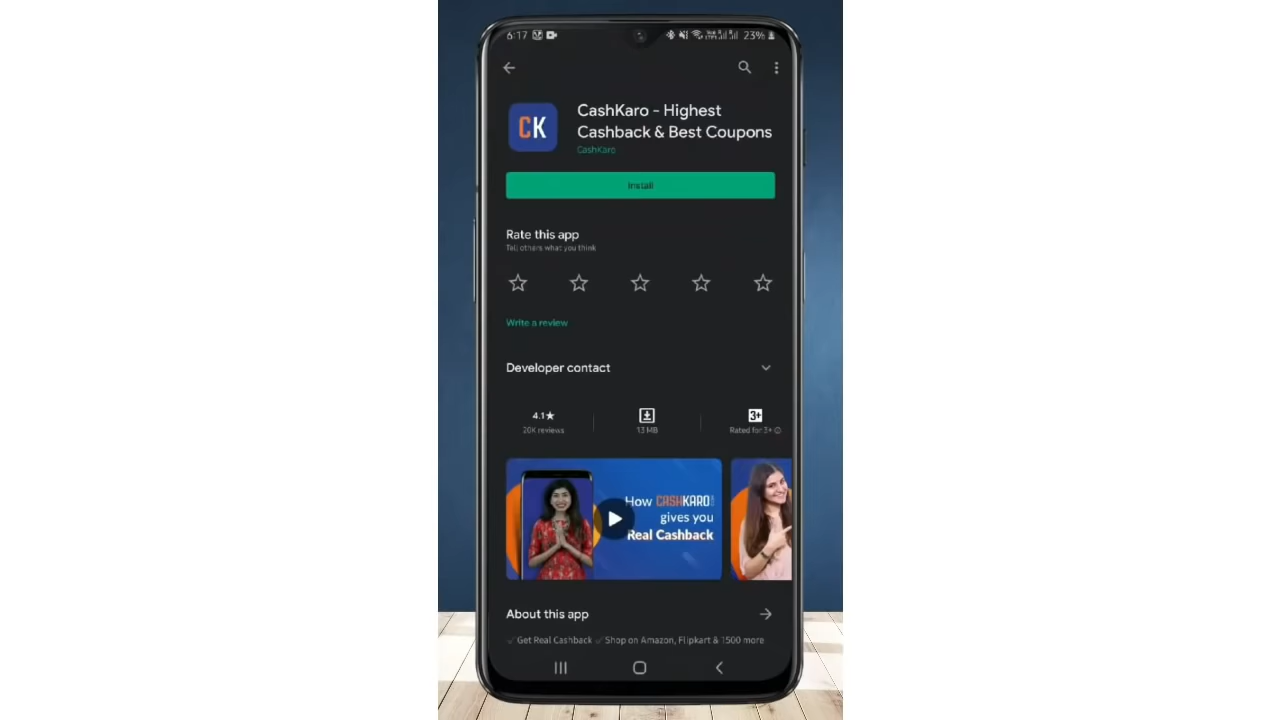 6:17
23%
CK
CashKaro - Highest
Cashback & Best Coupons
CashKaro
Install
Rate this app
Tell others what you think
Write a review
Developer contact
4.1★
20K reviews
13 MB
3+
Rated for 3+
How CASHKARO
gives you
Real Cashback
About this app
✓Get Real Cashback ✓Shop on Amazon, Flipkart & 1500 more